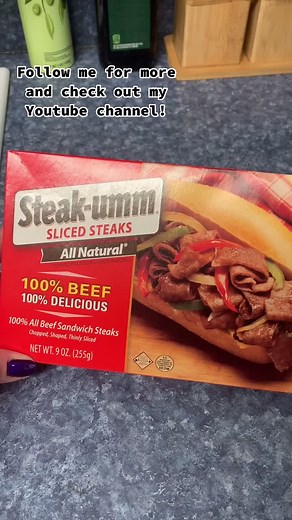 Follow me for more
and check out my
Youtube channel!
Steak-umm®
SLICED STEAKS
All Natural*
100% BEEF
100% DELICIOUS
100% All Beef Sandwich Steaks
Chopped, Shaped, Thinly Sliced
NET WT. 9 OZ. (255g)